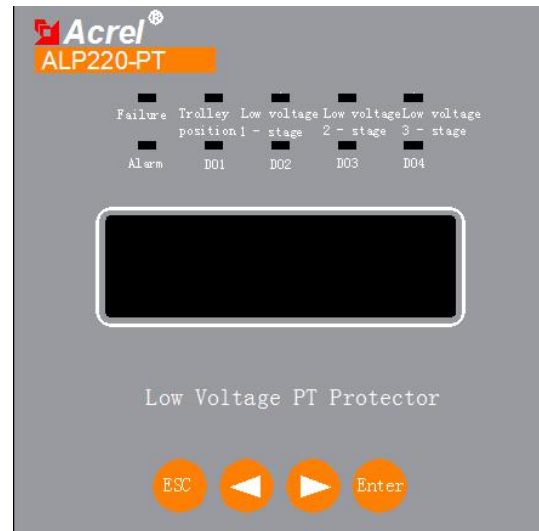 Acrel®
ALP220-PT
Failure Trolley position Low voltage 1 - stage Low voltage 2 - stage Low voltage 3 - stage
Alarm DO1 DO2 DO3 DO4
Low Voltage PT Protector
ESC Enter